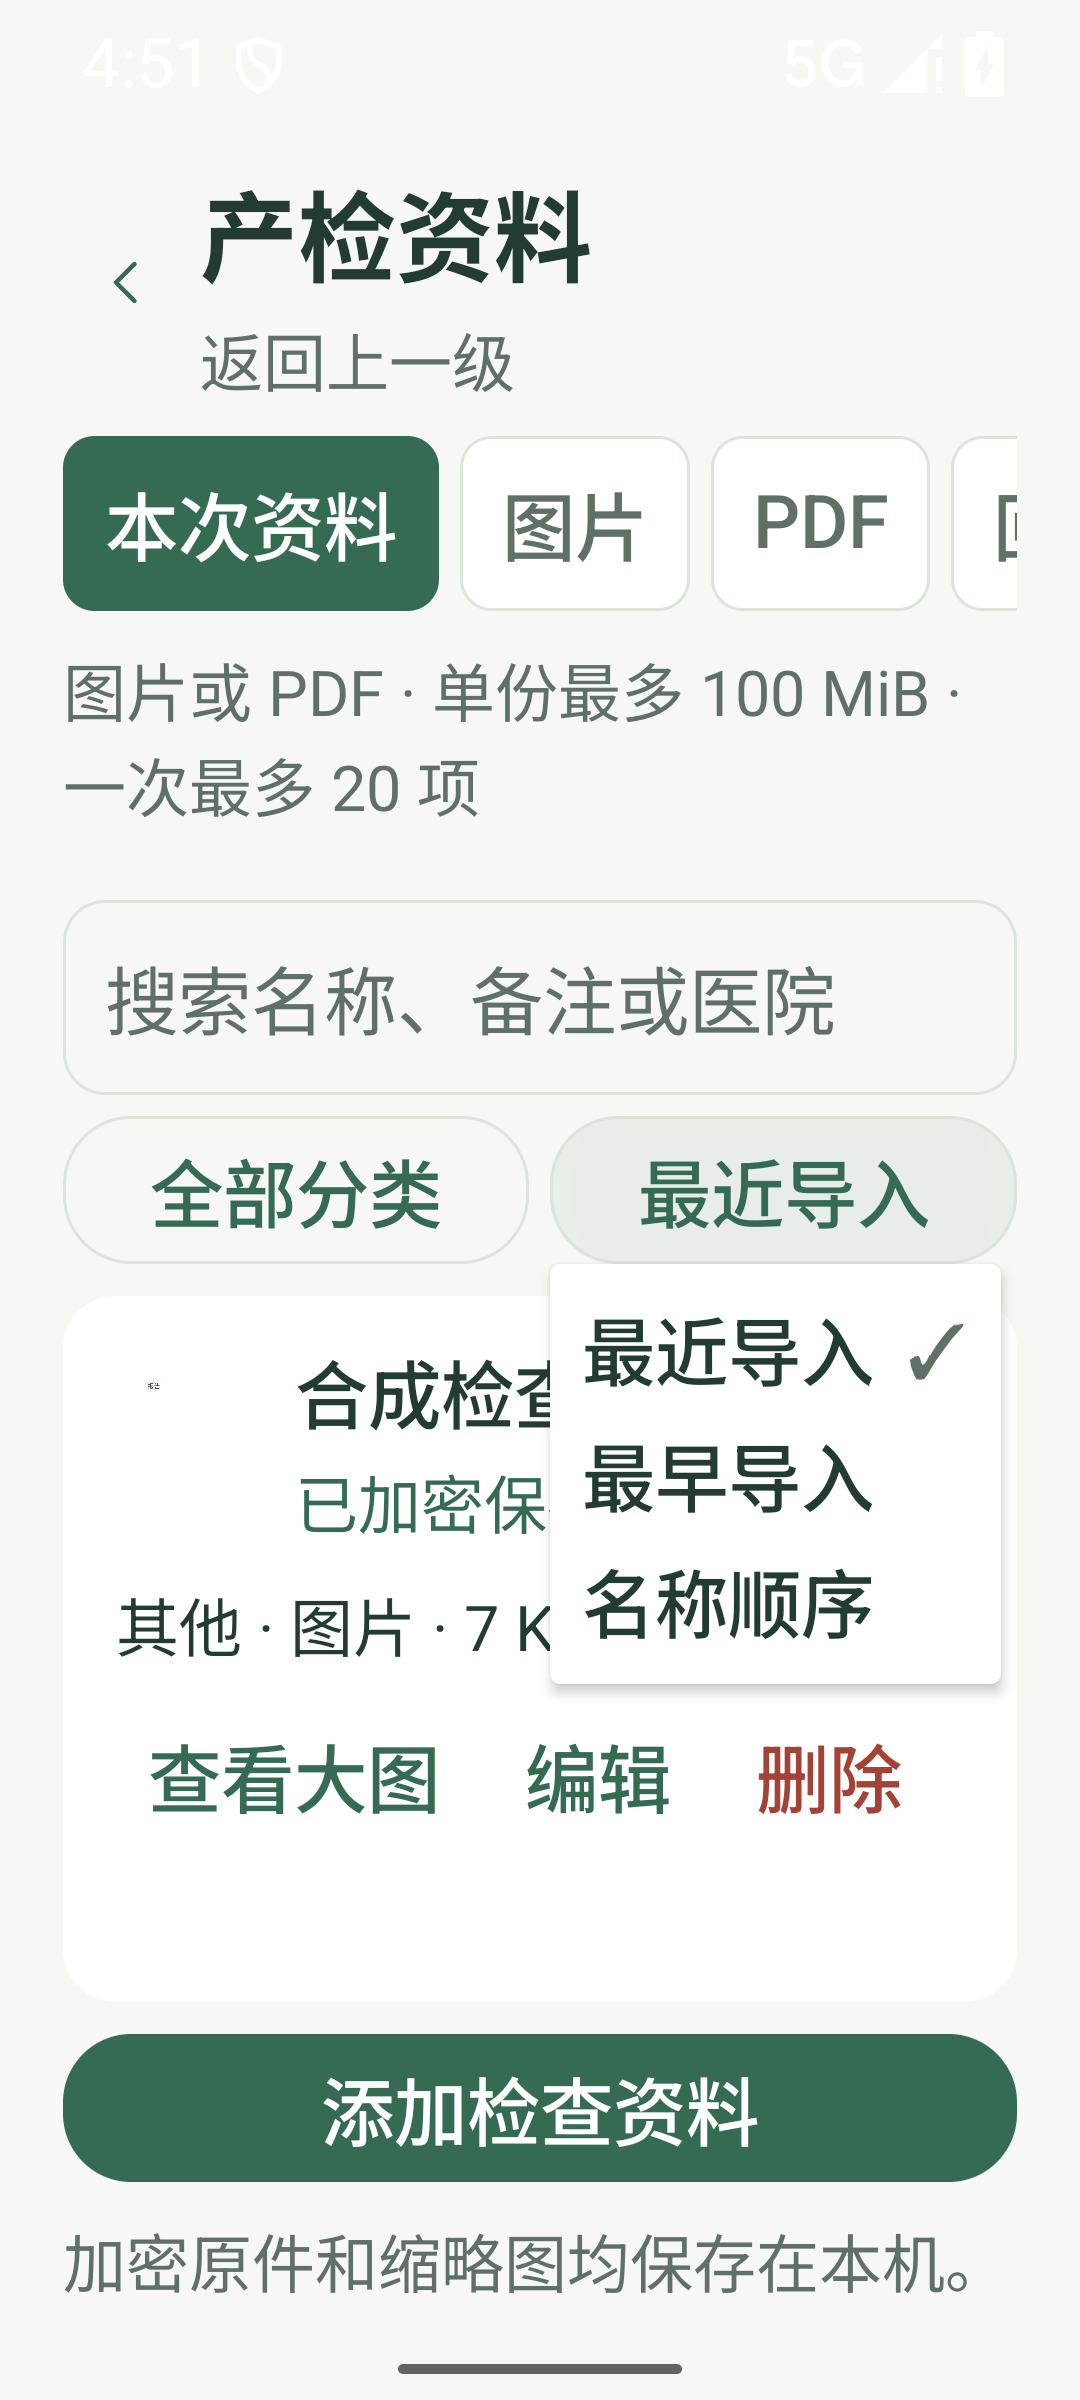 4:51 5G
产检资料
返回上一级
本次资料 图片 PDF
图片或 PDF · 单份最多 100 MiB ·
一次最多 20 项
搜索名称、备注或医院
全部分类 最近导入
最近导入 ✓
合成检查
最早导入
已加密保
名称顺序
其他 · 图片 · 7 K
查看大图 编辑 删除
添加检查资料
加密原件和缩略图均保存在本机。